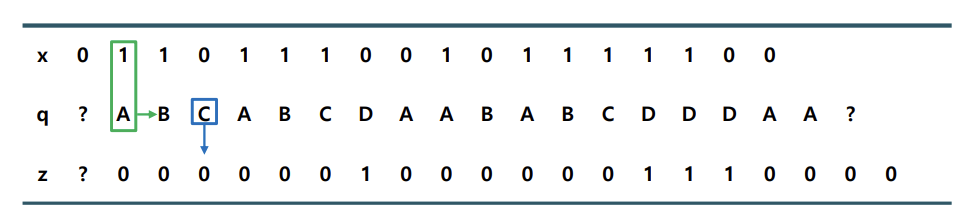 x 0 1 1 0 1 1 1 0 0 1 0 1 1 1 1 1 0 0
q ? A B C A B C D A A B A B C D D D A A ?
z ? 0 0 0 0 0 0 1 0 0 0 0 0 0 1 1 1 0 0 0 0